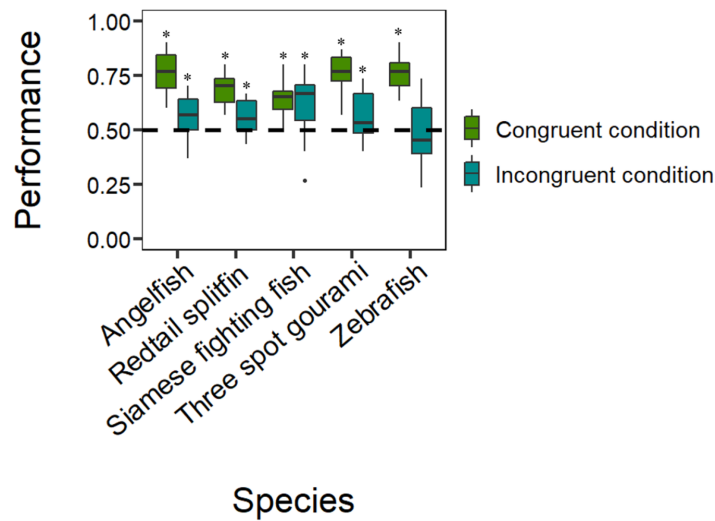 Performance
1.00
0.75
0.50
0.25
0.00
* * * * * * * * *
Angelfish
Redtail splitfin
Siamese fighting fish
Three spot gourami
Zebrafish
Species
Congruent condition
Incongruent condition